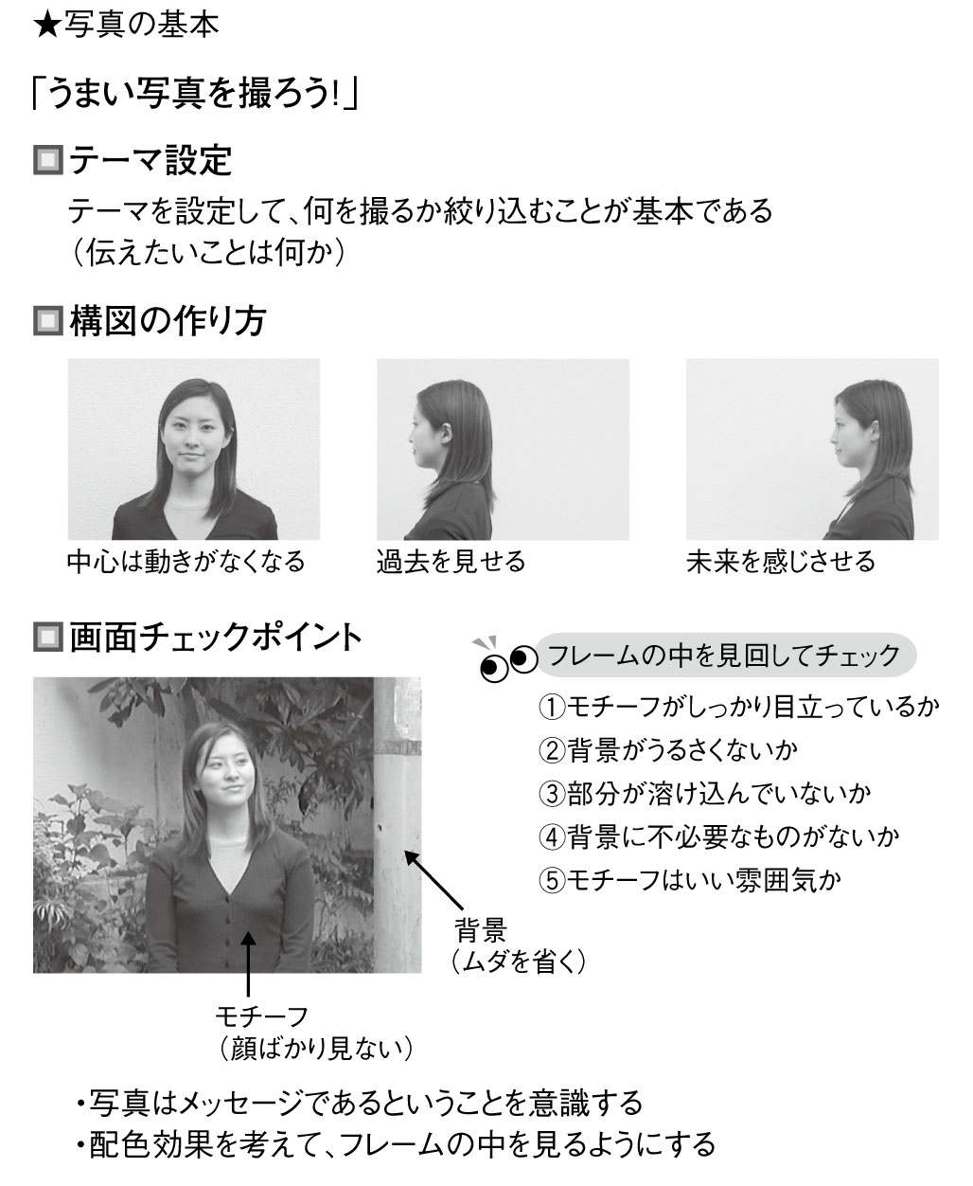 ★写真の基本
「うまい写真を撮ろう!」
テーマ設定
テーマを設定して、何を撮るか絞り込むことが基本である
（伝えたいことは何か）
構図の作り方
中心は動きがなくなる
過去を見せる
未来を感じさせる
画面チェックポイント
フレームの中を見回してチェック
①モチーフがしっかり目立っているか
②背景がうるさくないか
③部分が溶け込んでいないか
④背景に不必要なものがないか
⑤モチーフはいい雰囲気か
背景
（ムダを省く）
モチーフ
（顔ばかり見ない）
・写真はメッセージであるということを意識する
・配色効果を考えて、フレームの中を見るようにする